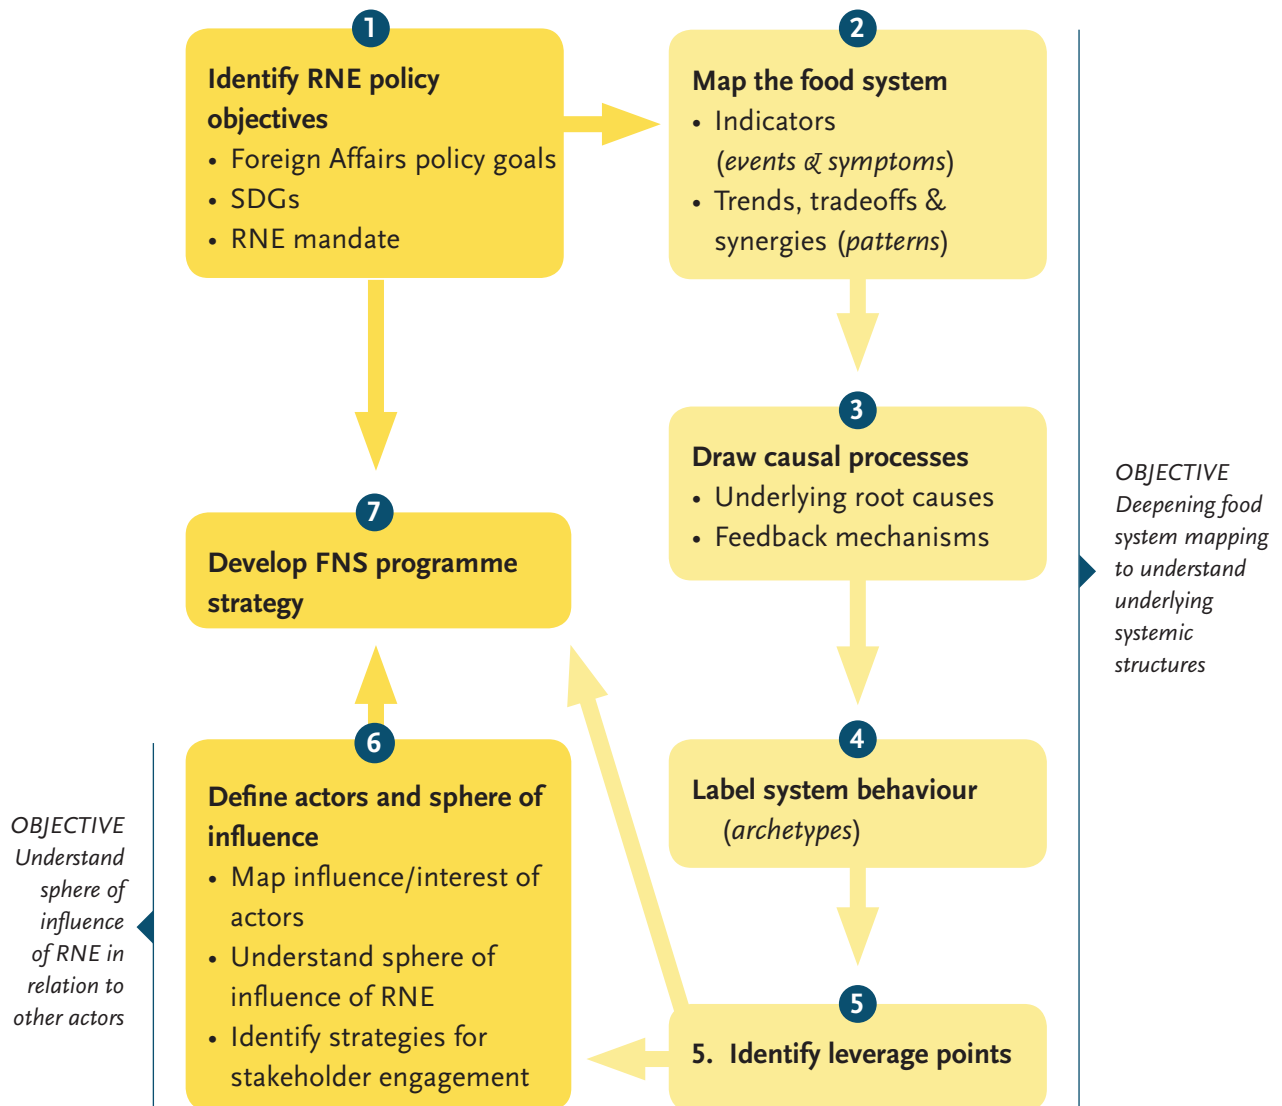 1
Identify RNE policy
objectives
• Foreign Affairs policy goals
• SDGs
• RNE mandate
2
Map the food system
• Indicators
(events & symptoms)
• Trends, tradeoffs &
synergies (patterns)
3
Draw causal processes
• Underlying root causes
• Feedback mechanisms
OBJECTIVE
Deepening food
system mapping
to understand
underlying
systemic
structures
4
Label system behaviour
(archetypes)
5
5. Identify leverage points
6
Define actors and sphere of
influence
• Map influence/interest of
actors
• Understand sphere of
influence of RNE
• Identify strategies for
stakeholder engagement
OBJECTIVE
Understand
sphere of
influence
of RNE in
relation to
other actors
7
Develop FNS programme
strategy